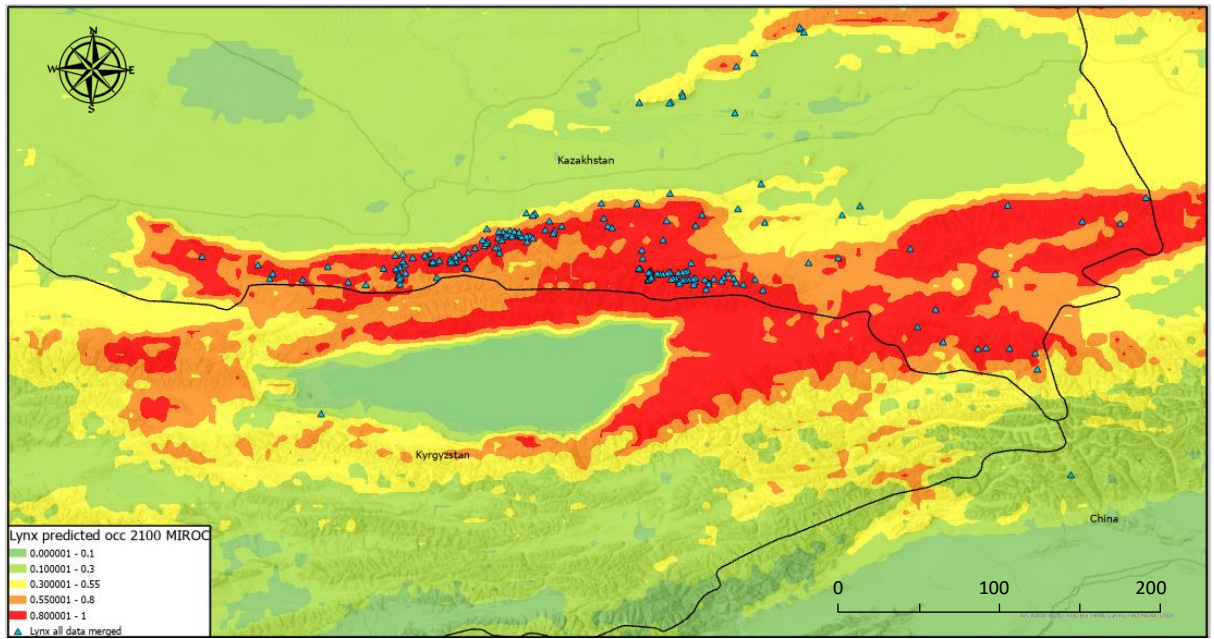 N
W E
S
Kazakhstan
Kyrgyzstan
China
Lynx predicted occ 2100 MIROC
0.000001 - 0.1
0.100001 - 0.3
0.300001 - 0.55
0.550001 - 0.8
0.800001 - 1
Lynx all data merged
0 100 200